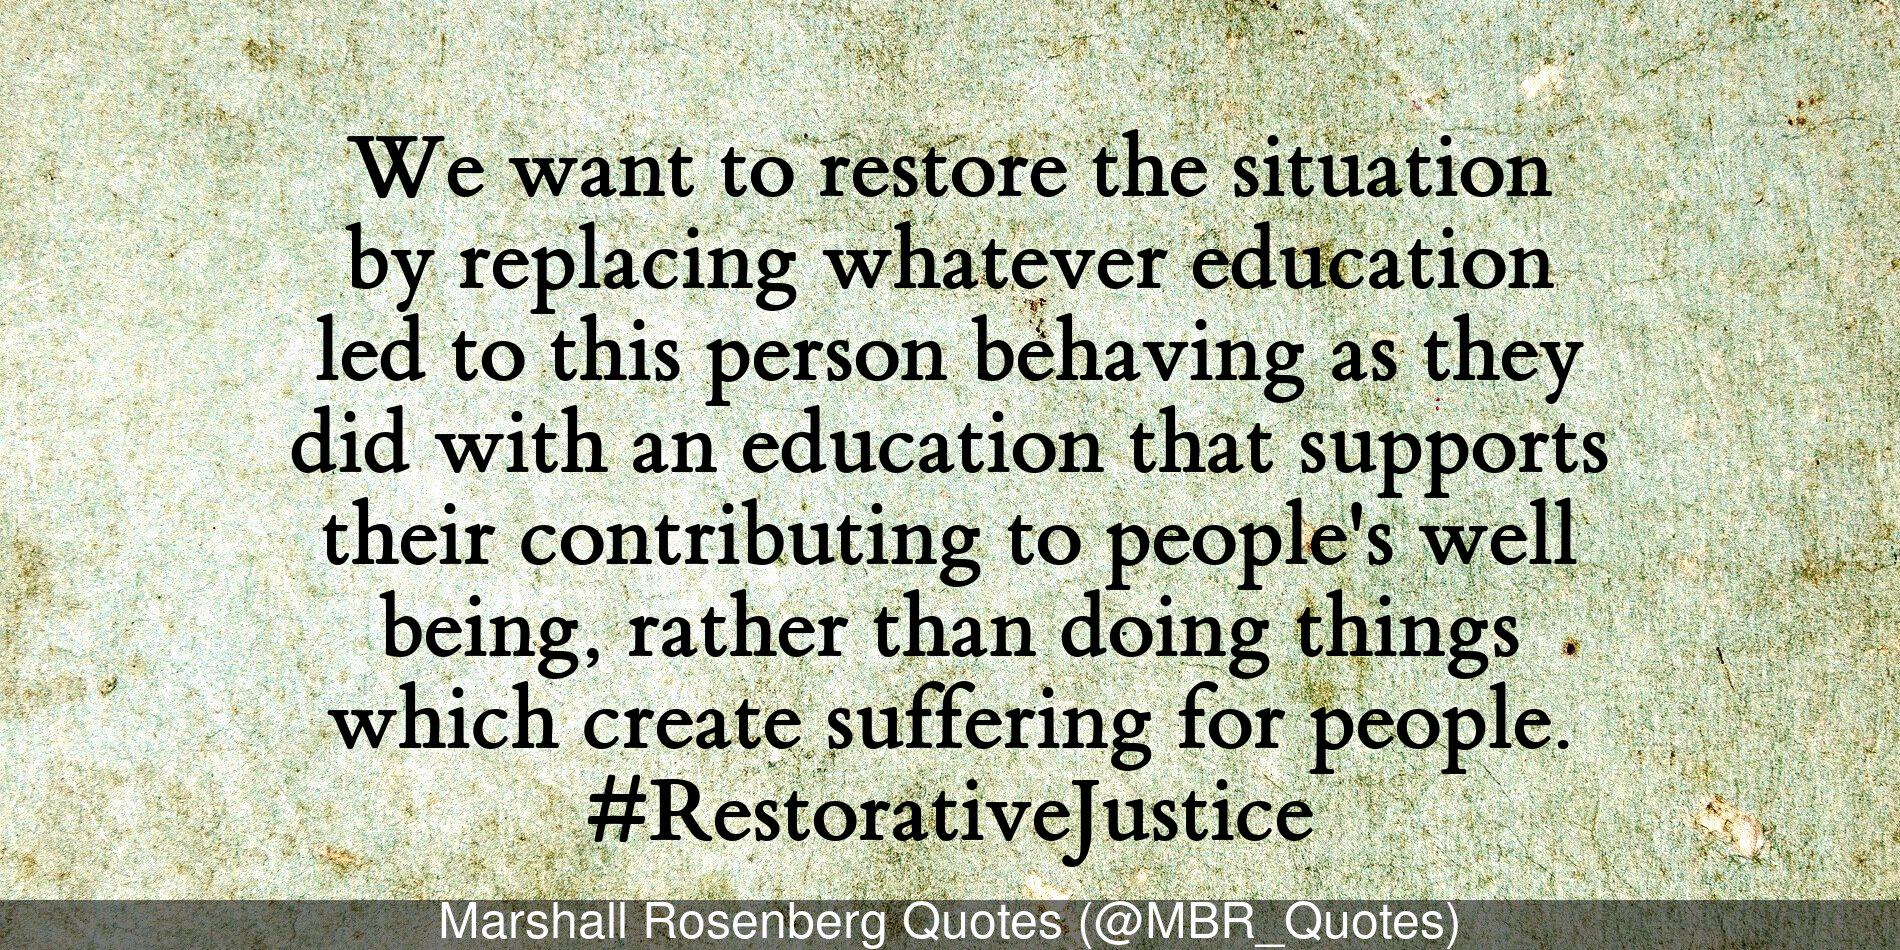 We want to restore the situation
by replacing whatever education
led to this person behaving as they
did with an education that supports
their contributing to people's well
being, rather than doing things
which create suffering for people.
#RestorativeJustice
Marshall Rosenberg Quotes (@MBR_Quotes)